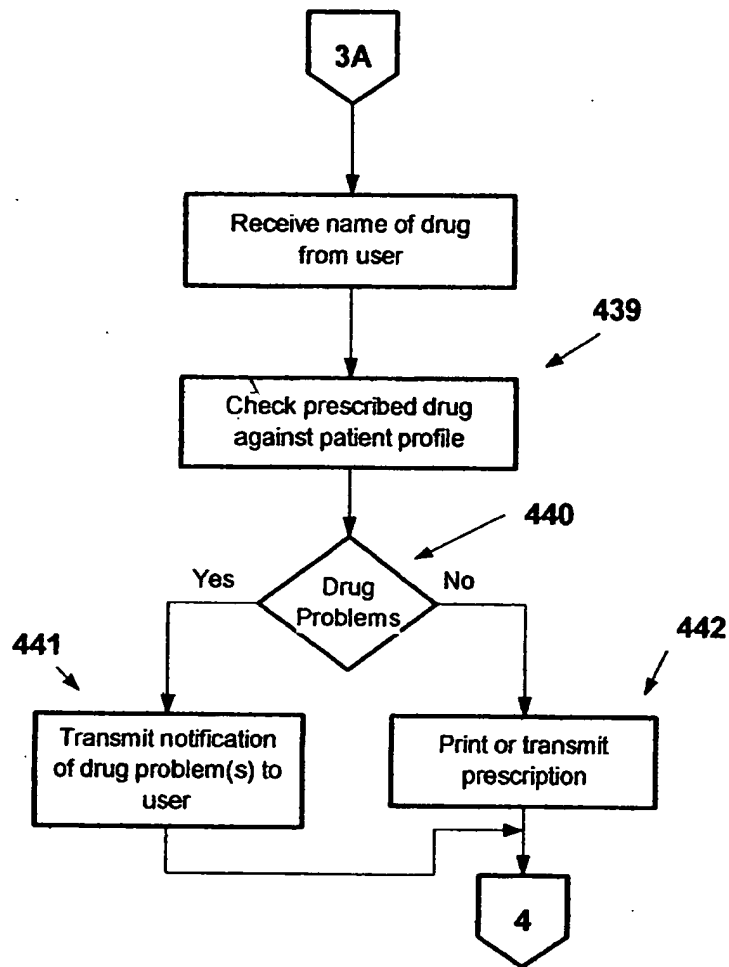 3A
Receive name of drug
from user
439
Check prescribed drug
against patient profile
440
Yes
Drug
Problems
No
441
442
Transmit notification
of drug problem(s) to
user
Print or transmit
prescription
4